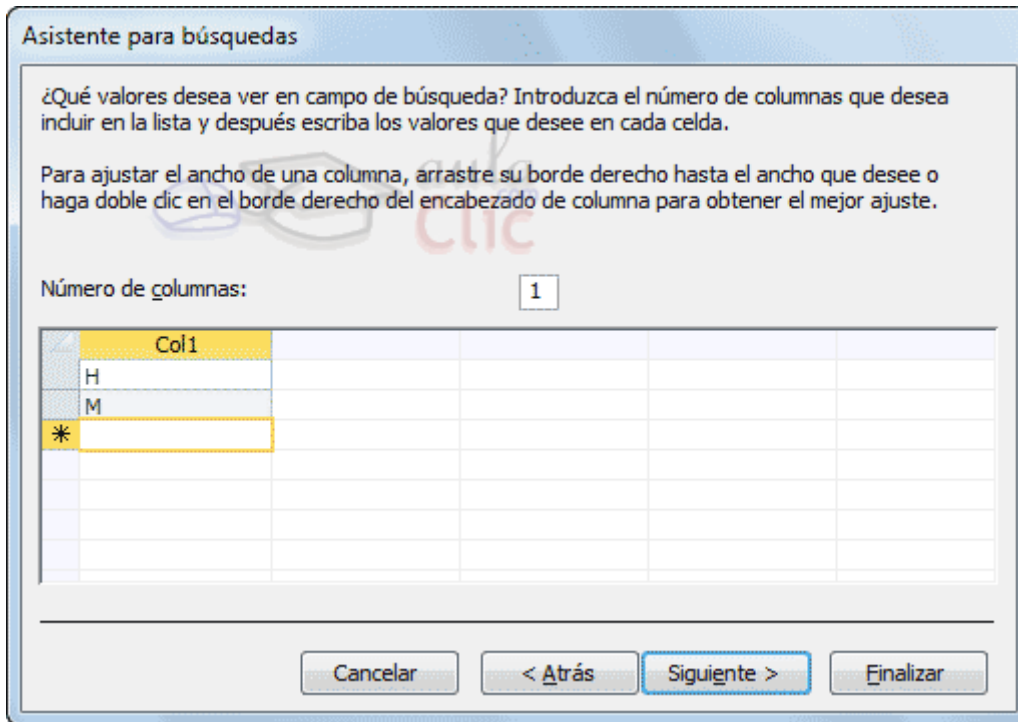 Asistente para búsquedas
¿Qué valores desea ver en campo de búsqueda? Introduzca el número de columnas que desea
incluir en la lista y después escriba los valores que desee en cada celda.
Para ajustar el ancho de una columna, arrastre su borde derecho hasta el ancho que desee o
haga doble clic en el borde derecho del encabezado de columna para obtener el mejor ajuste.
aula
.com
Clic
Número de columnas: 1
Col1
H
M
Cancelar < Atrás Siguiente > Finalizar